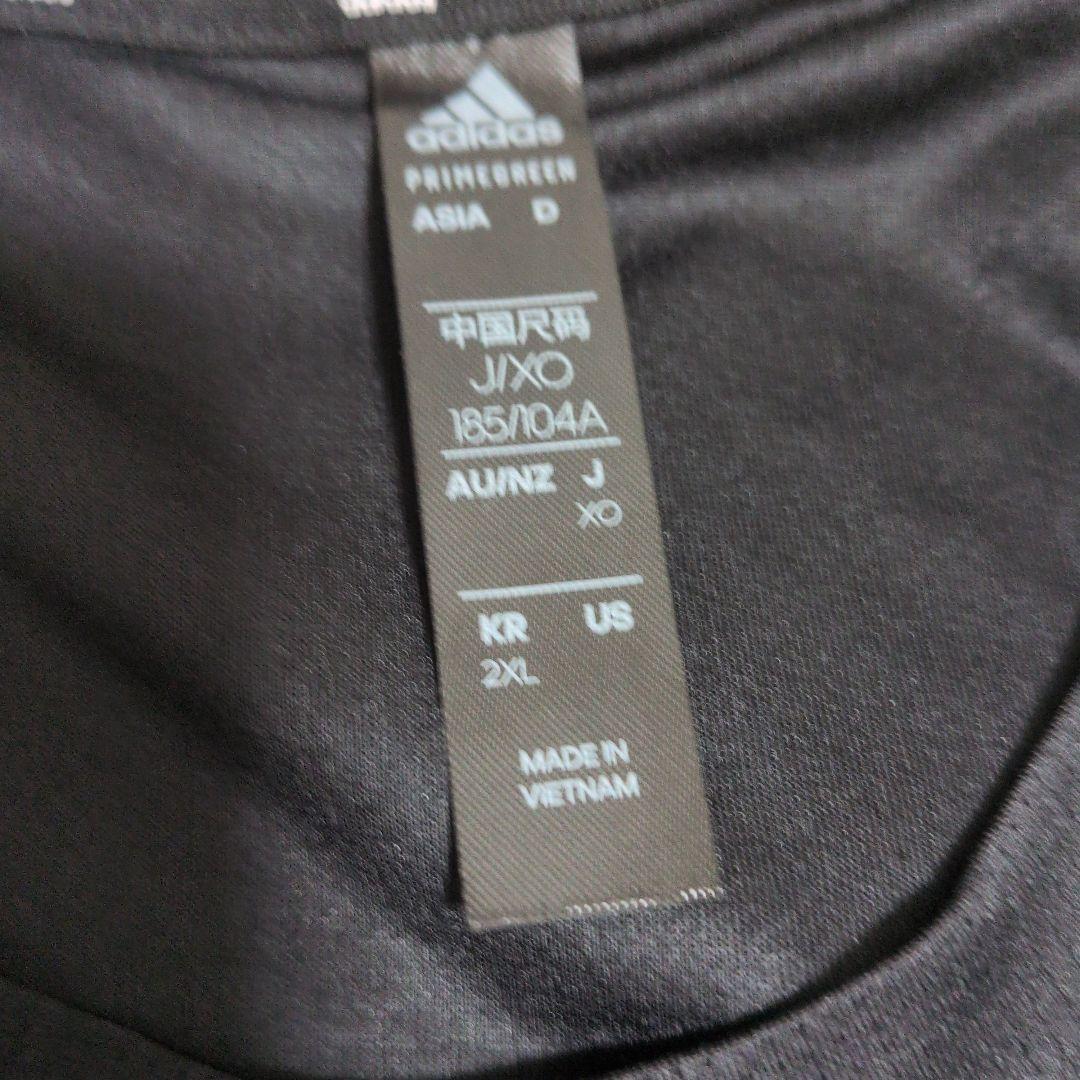 adidas
PRIMEGREEN
ASIA D
中国尺码
J/XO
185/104A
AU/NZ J
XO
KR US
2XL
MADE IN
VIETNAM